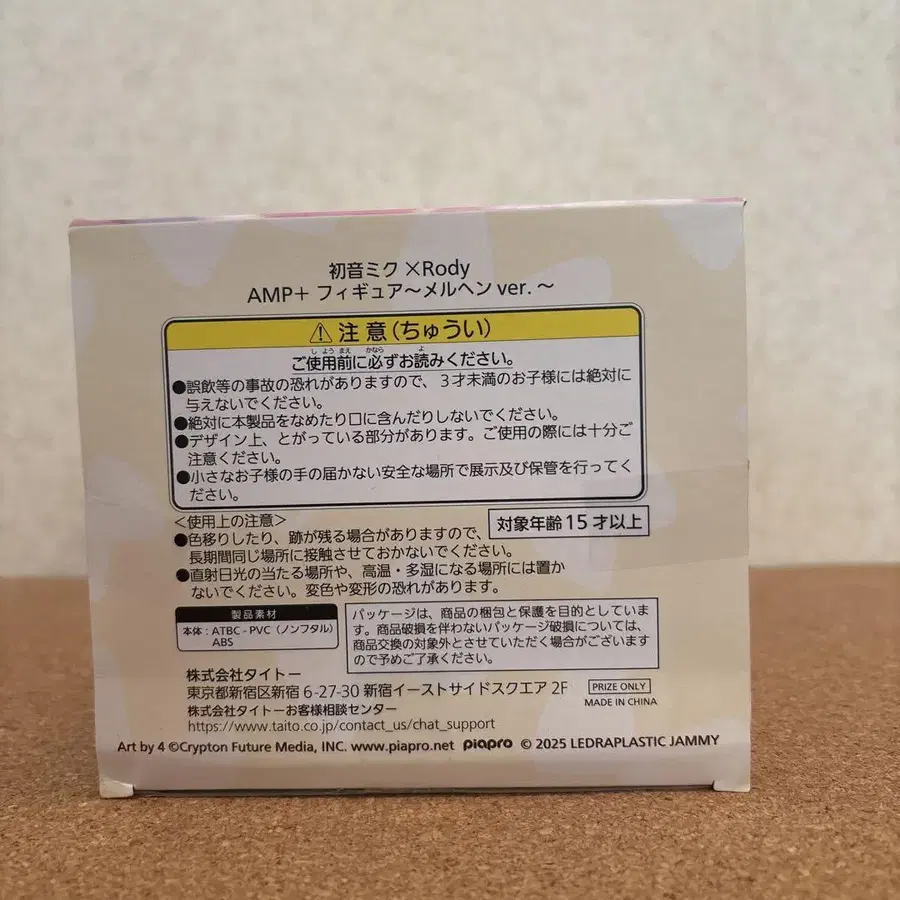 初音ミク×Rody
AMP+ フィギュア〜メルヘン ver.〜
⚠注意(ちゅうい)
しようまえ かなら よ
ご使用前に必ずお読みください。
●誤飲等の事故の恐れがありますので、3才未満のお子様には絶対に
与えないでください。
●絶対に本製品をなめたり口に含んだりしないでください。
●デザイン上、とがっている部分があります。ご使用の際には十分ご
注意ください。
●小さなお子様の手の届かない安全な場所で展示及び保管を行ってく
ださい。
<使用上の注意>
対象年齢15才以上
●色移りしたり、跡が残る場合がありますので、
長期間同じ場所に接触させておかないでください。
●直射日光の当たる場所や、高温・多湿になる場所には置か
ないでください。変色や変形の恐れがあります。
製品素材
本体:ATBC-PVC(ノンフタル)
ABS
パッケージは、商品の梱包と保護を目的としていま
す。商品破損を伴わないパッケージ破損については、
商品交換の対象外とさせていただく場合がございます
ので予めご了承ください。
株式会社タイトー
東京都新宿区新宿 6-27-30 新宿イーストサイドスクエア 2F
株式会社タイトーお客様相談センター
https://www.taito.co.jp/contact_us/chat_support
PRIZE ONLY
MADE IN CHINA
Art by 4 ©Crypton Future Media, INC. www.piapro.net piapro © 2025 LEDRAPLASTIC JAMMY